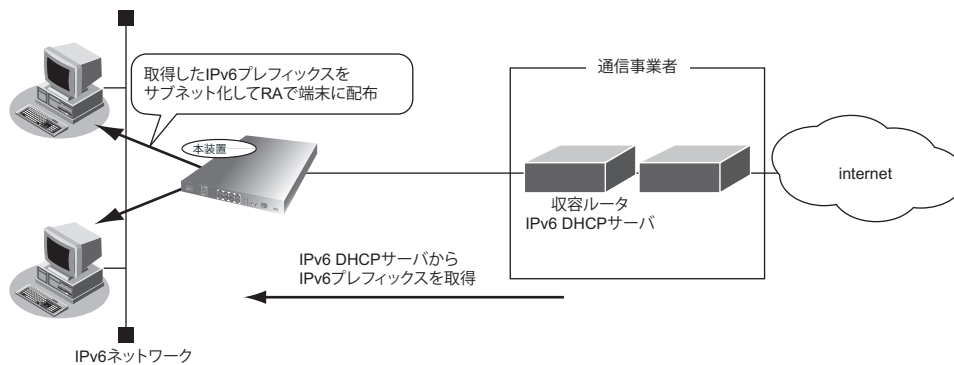 取得したIPv6プレフィックスを
サブネット化してRAで端末に配布
通信事業者
本装置
internet
収容ルータ
IPv6 DHCPサーバ
IPv6 DHCPサーバから
IPv6プレフィックスを取得
IPv6ネットワーク